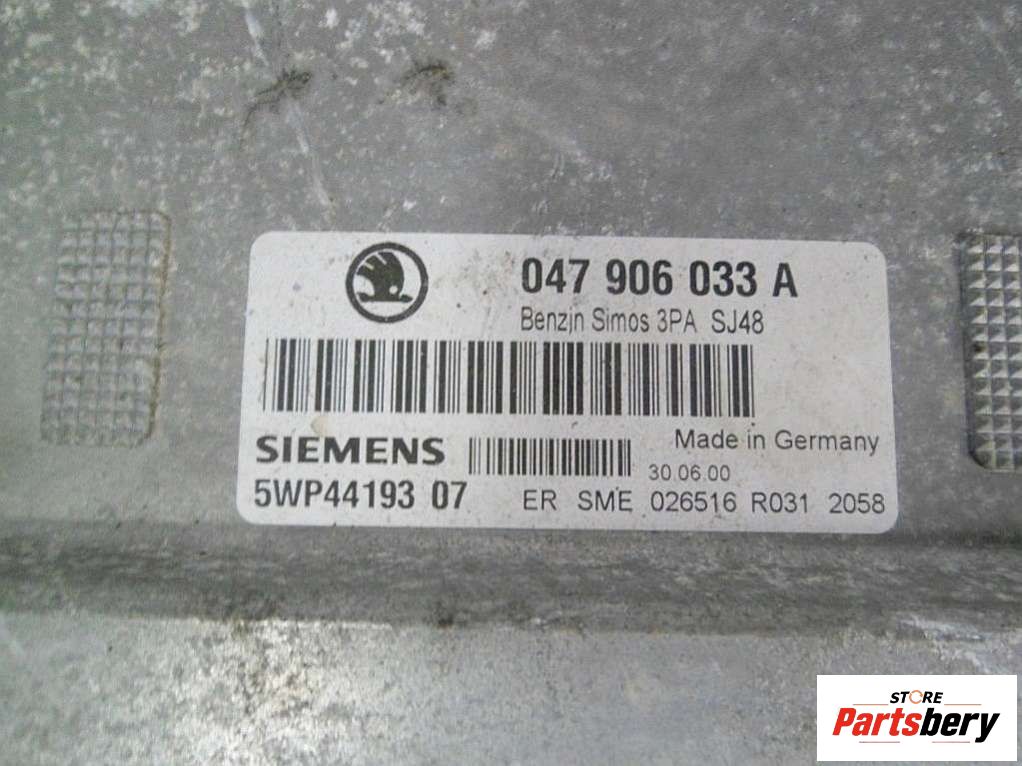 047 906 033 A
Benzjn Simos 3PA SJ48
SIEMENS
Made in Germany
30.06.00
5WP44193 07
ER SME 026516 R031 2058
STORE
Partsbery